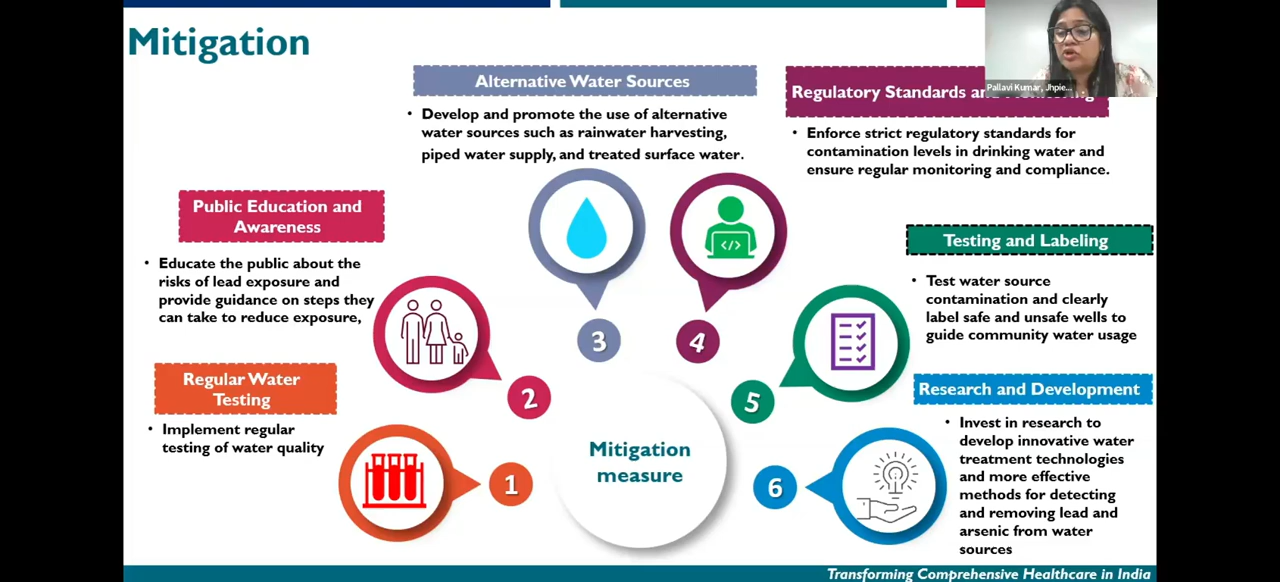 Mitigation
Pallavi Kumar, Jhpie...
Alternative Water Sources
• Develop and promote the use of alternative
water sources such as rainwater harvesting,
piped water supply, and treated surface water.
Regulatory Standards and
• Enforce strict regulatory standards for
contamination levels in drinking water and
ensure regular monitoring and compliance.
Public Education and
Awareness
• Educate the public about the
risks of lead exposure and
provide guidance on steps they
can take to reduce exposure,
Testing and Labeling
• Test water source
contamination and clearly
label safe and unsafe wells to
guide community water usage
Regular Water
Testing
• Implement regular
testing of water quality
Research and Development
• Invest in research to
develop innovative water
treatment technologies
and more effective
methods for detecting
and removing lead and
arsenic from water
sources
</>
1
2
3
4
5
6
Mitigation
measure
Transforming Comprehensive Healthcare in India